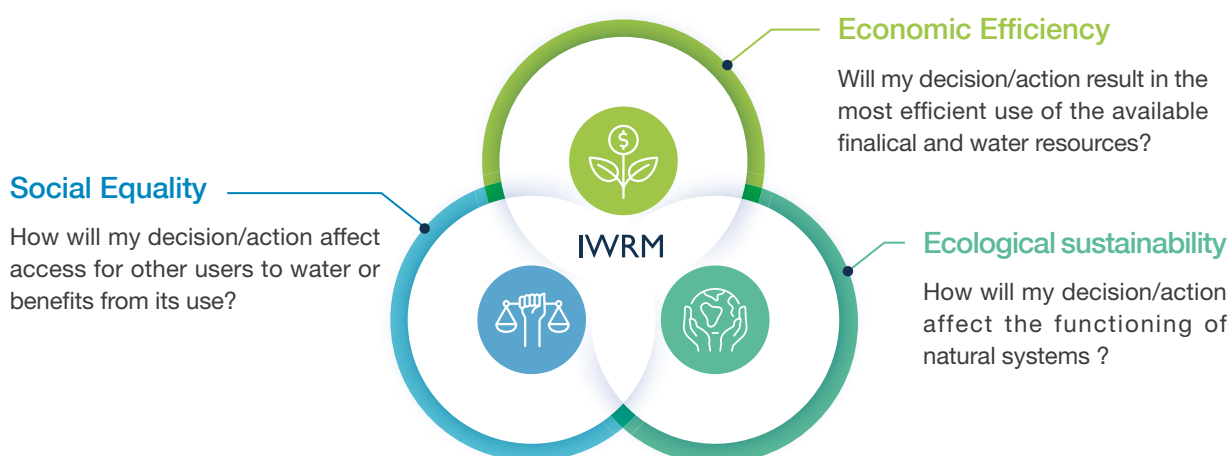 Economic Efficiency
Will my decision/action result in the
most efficient use of the available
finalical and water resources?
Social Equality
How will my decision/action affect
access for other users to water or
benefits from its use?
$
IWRM
Ecological sustainability
How will my decision/action
affect the functioning of
natural systems ?